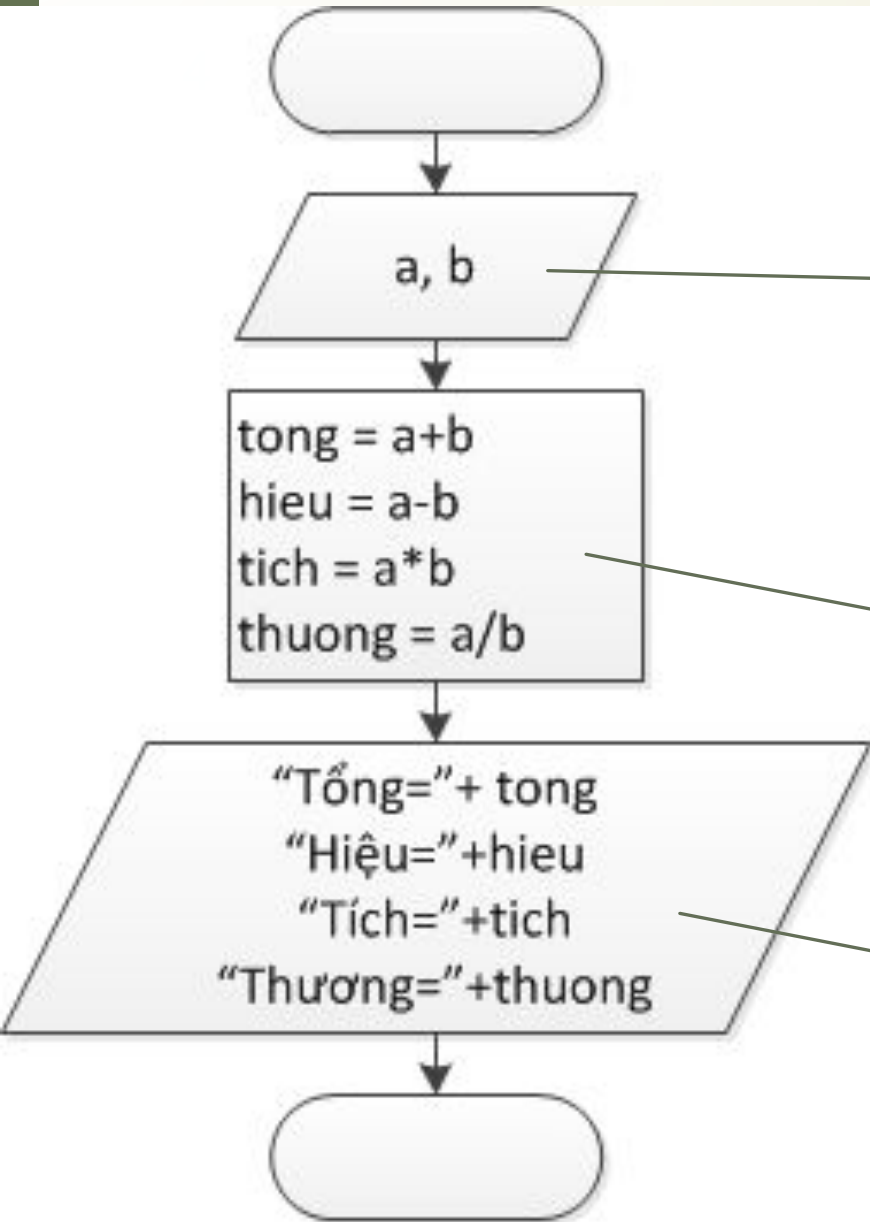 a, b
tong = a+b
hieu = a-b
tich = a*b
thuong = a/b
“Tổng=”+ tong
“Hiệu=”+hieu
“Tích=”+tich
“Thương=”+thuong